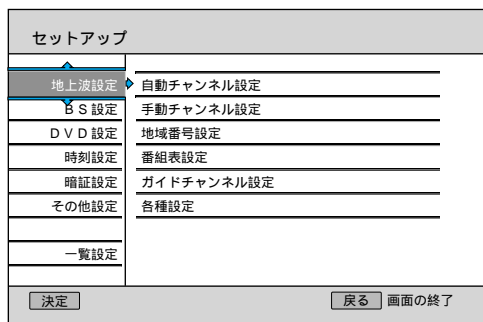 セットアップ
地上波設定
BS設定
DVD設定
時刻設定
暗証設定
その他設定
一覧設定
自動チャンネル設定
手動チャンネル設定
地域番号設定
番組表設定
ガイドチャンネル設定
各種設定
決定
戻る 画面の終了